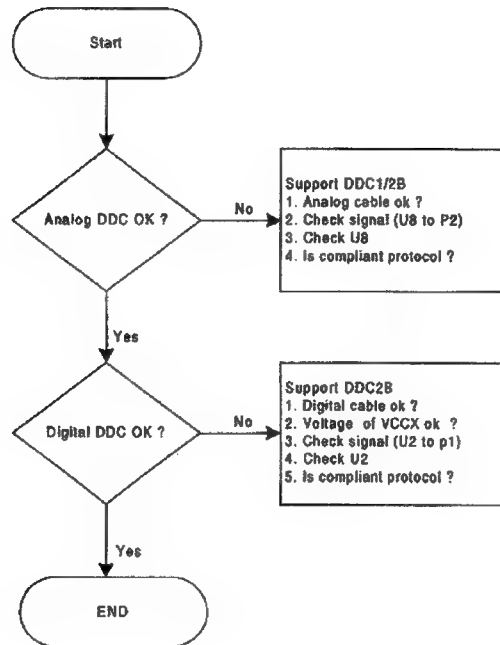 Start
Analog DDC OK ?
No
Support DDC1/2B
1. Analog cable ok ?
2. Check signal (U8 to P2)
3. Check U8
4. Is compliant protocol ?
Yes
Digital DDC OK ?
No
Support DDC2B
1. Digital cable ok ?
2. Voltage of VCCX ok ?
3. Check signal (U2 to p1)
4. Check U2
5. Is compliant protocol ?
Yes
END